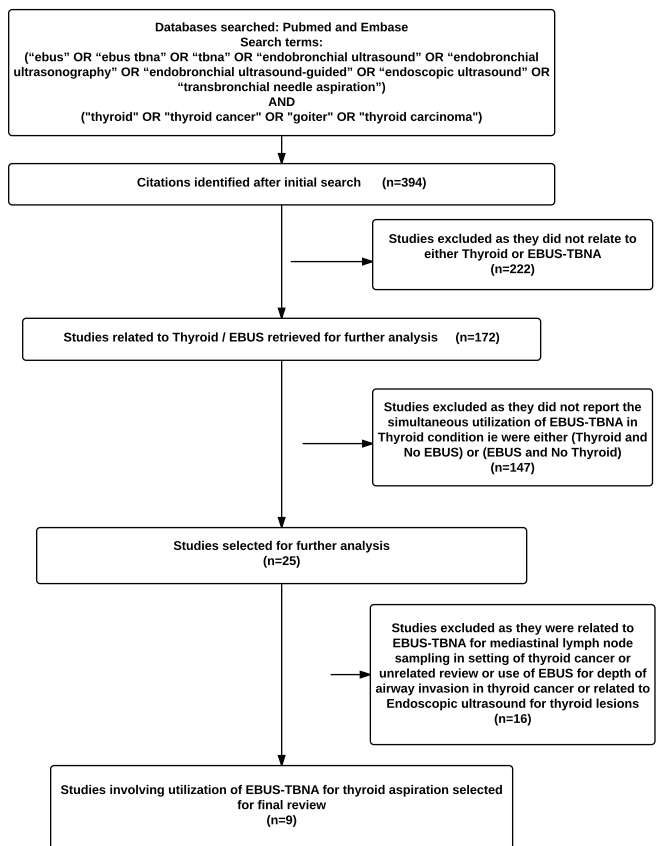 Databases searched: Pubmed and Embase
Search terms:
(“ebus” OR “ebus tbna” OR “tbna” OR “endobronchial ultrasound” OR “endobronchial
ultrasonography” OR “endobronchial ultrasound-guided” OR “endoscopic ultrasound” OR
“transbronchial needle aspiration”)
AND
("thyroid" OR "thyroid cancer" OR "goiter" OR "thyroid carcinoma")
Citations identified after initial search (n=394)
Studies excluded as they did not relate to
either Thyroid or EBUS-TBNA
(n=222)
Studies related to Thyroid / EBUS retrieved for further analysis (n=172)
Studies excluded as they did not report the
simultaneous utilization of EBUS-TBNA in
Thyroid condition ie were either (Thyroid and
No EBUS) or (EBUS and No Thyroid)
(n=147)
Studies selected for further analysis
(n=25)
Studies excluded as they were related to
EBUS-TBNA for mediastinal lymph node
sampling in setting of thyroid cancer or
unrelated review or use of EBUS for depth of
airway invasion in thyroid cancer or related to
Endoscopic ultrasound for thyroid lesions
(n=16)
Studies involving utilization of EBUS-TBNA for thyroid aspiration selected
for final review
(n=9)